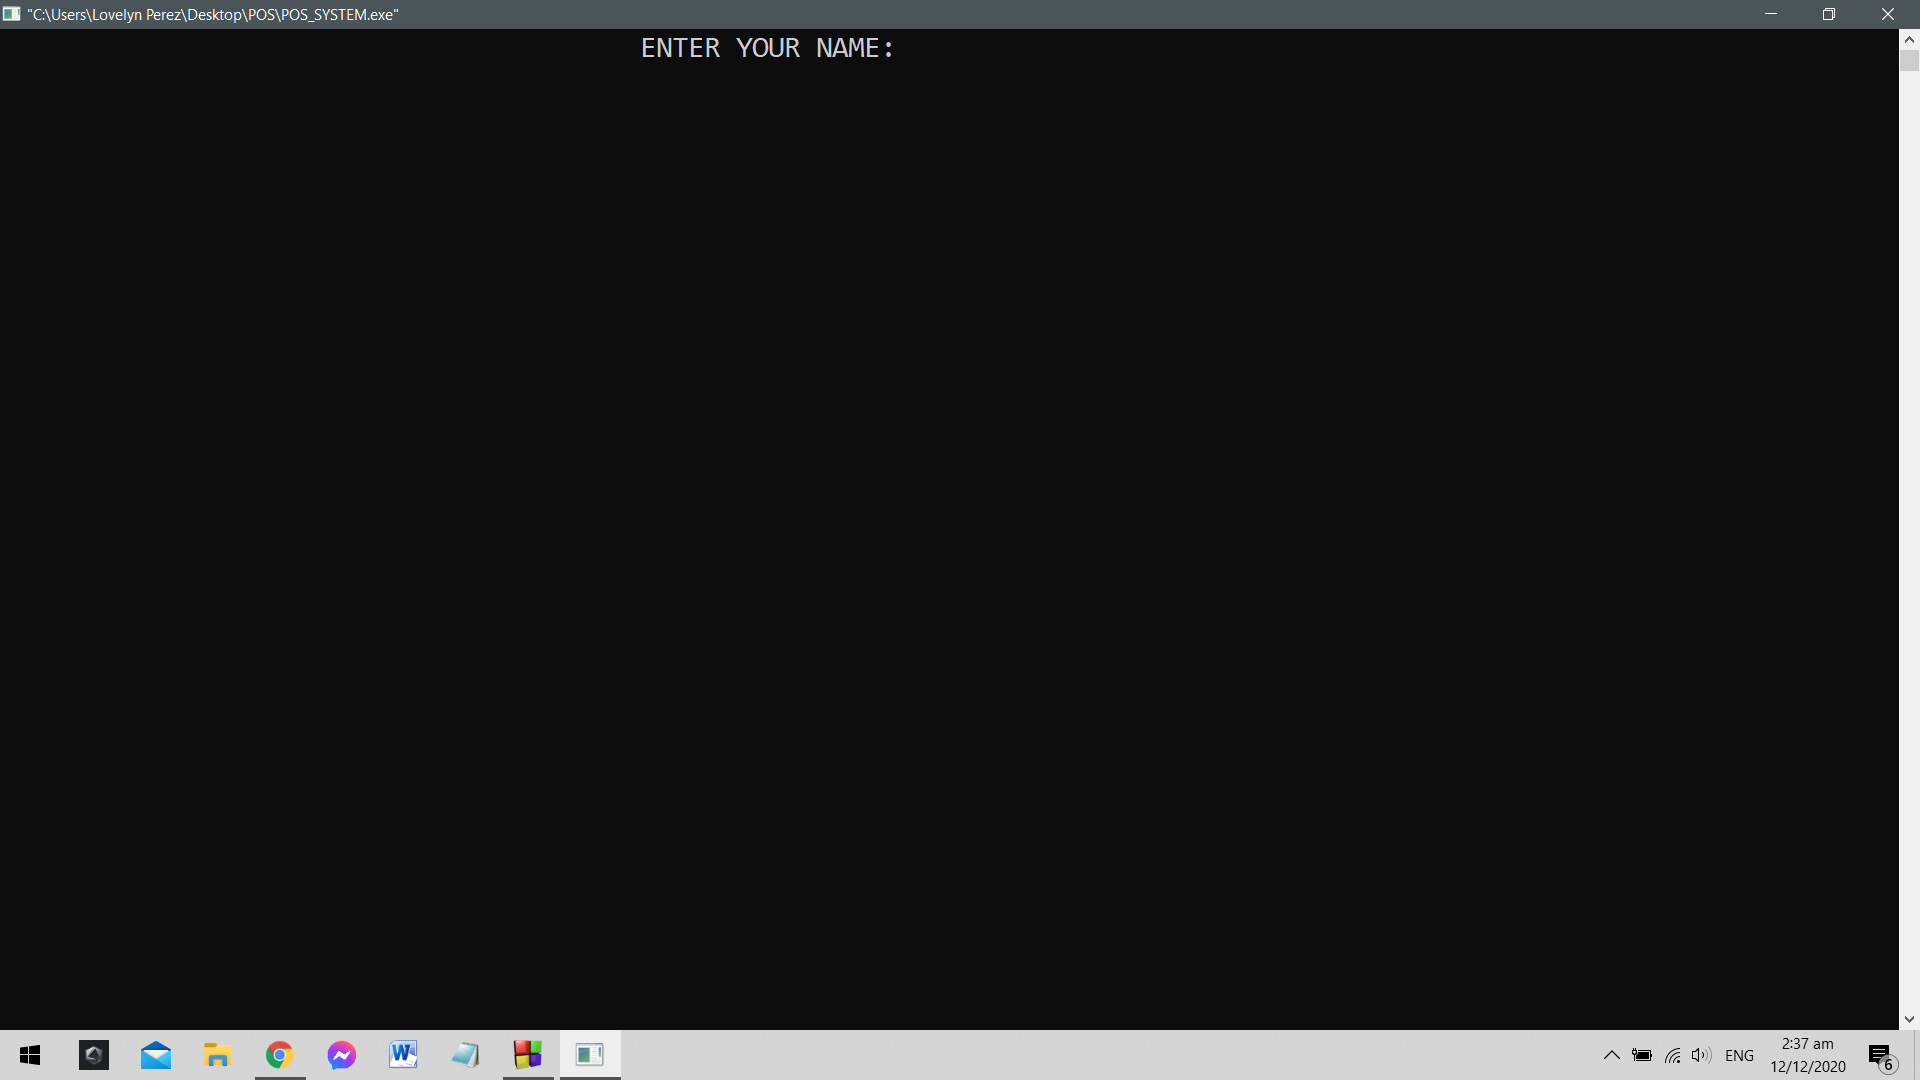 "C:\Users\Lovelyn Perez\Desktop\POS\POS_SYSTEM.exe"
ENTER YOUR NAME:
W
ENG
2:37 am
12/12/2020
6